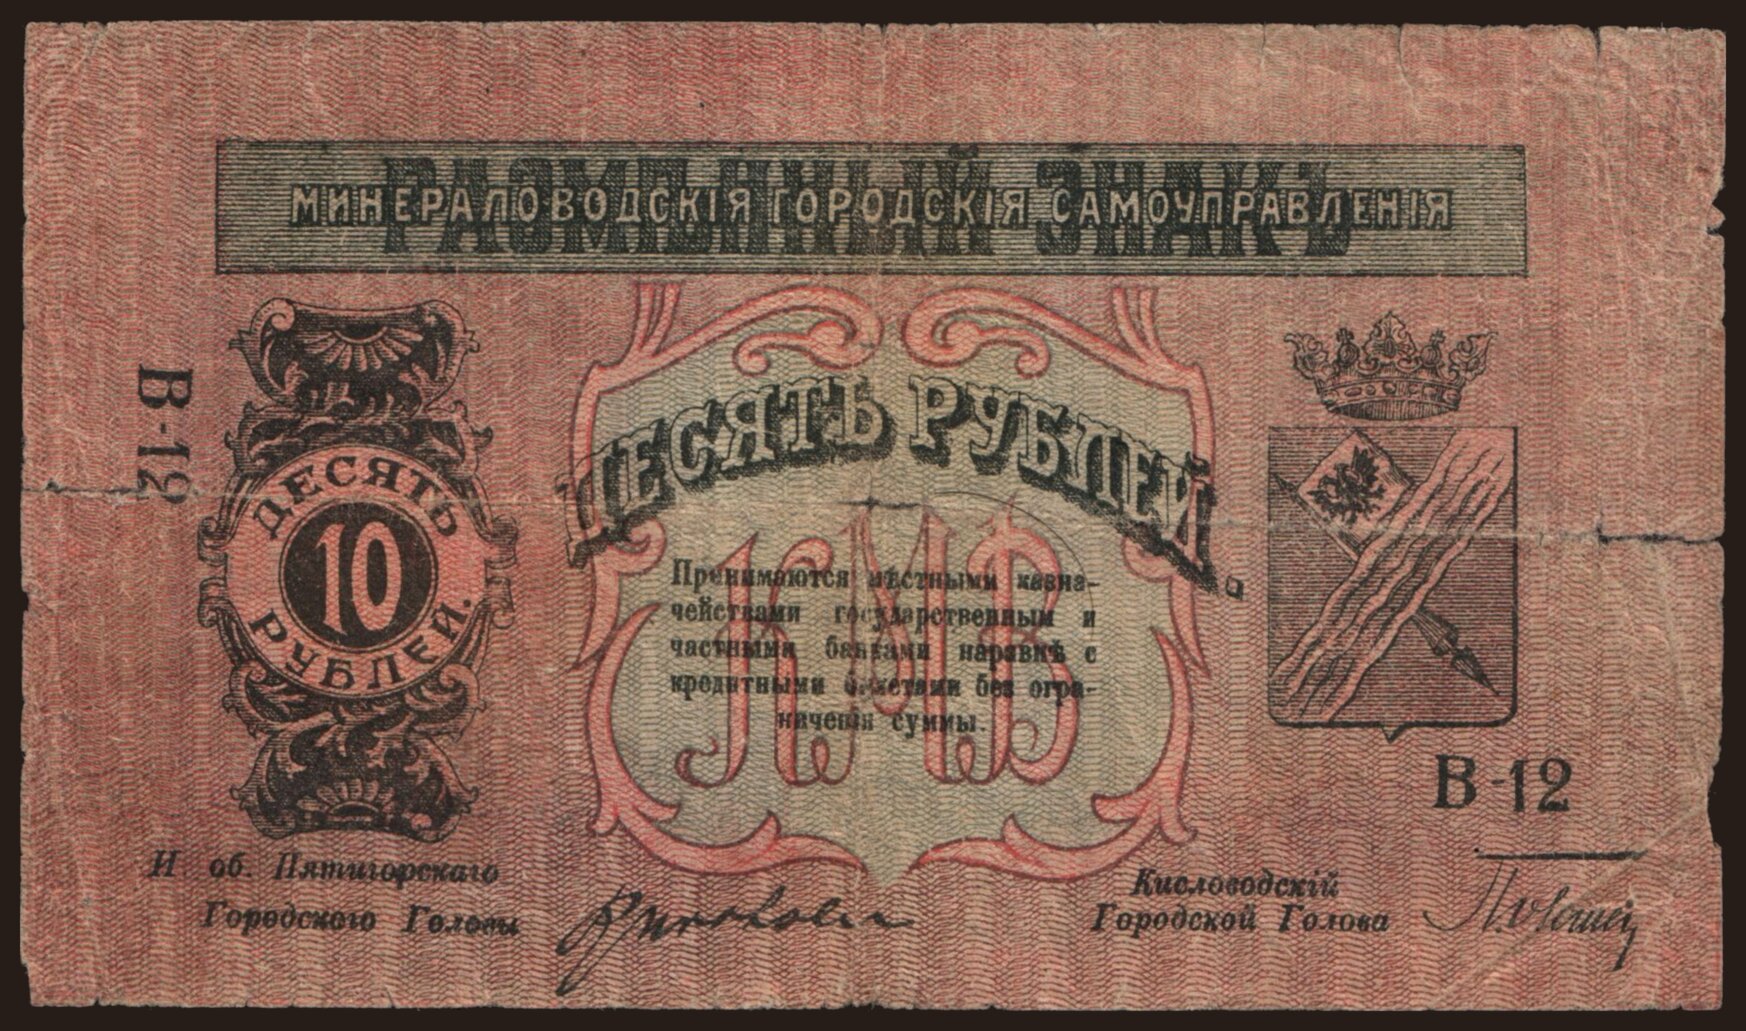 РАЗМѢННЫЙ ЗНАКЪ
МИНЕРАЛОВОДСКІЯ ГОРОДСКІЯ САМОУПРАВЛЕНІЯ
В-12
ДЕСЯТЬ
10
РУБЛЕЙ.
ДЕСЯТЬ РУБЛЕЙ.
КМВ
Принимаются мѣстными казна-
чействами государственным и
частными банками наравнѣ с
кредитными билетами без огра-
ниченія суммы.
В-12
И. об. Пятигорскаго
Городского Головы
Кисловодскій
Городской Голова